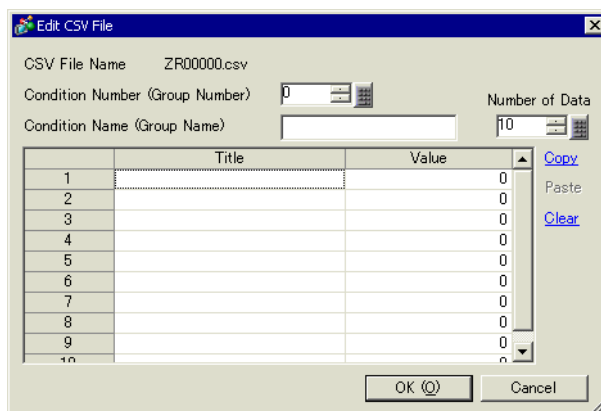 Edit CSV File
CSV File Name ZR00000.csv
Condition Number (Group Number) 0
Number of Data
Condition Name (Group Name) 10
Title Value
1 0
2 0
3 0
4 0
5 0
6 0
7 0
8 0
9 0
10 0
Copy
Paste
Clear
OK (O) Cancel